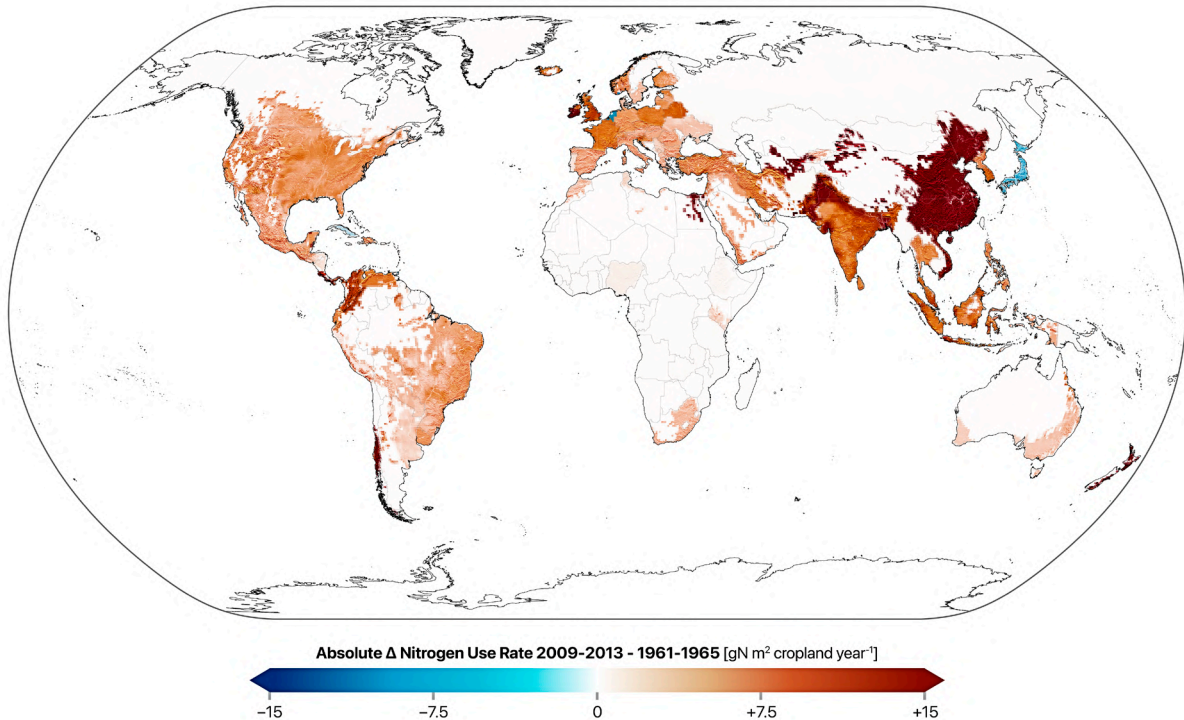 Absolute Δ Nitrogen Use Rate 2009-2013 - 1961-1965 [gN m² cropland year⁻¹]
−15 −7.5 0 +7.5 +15